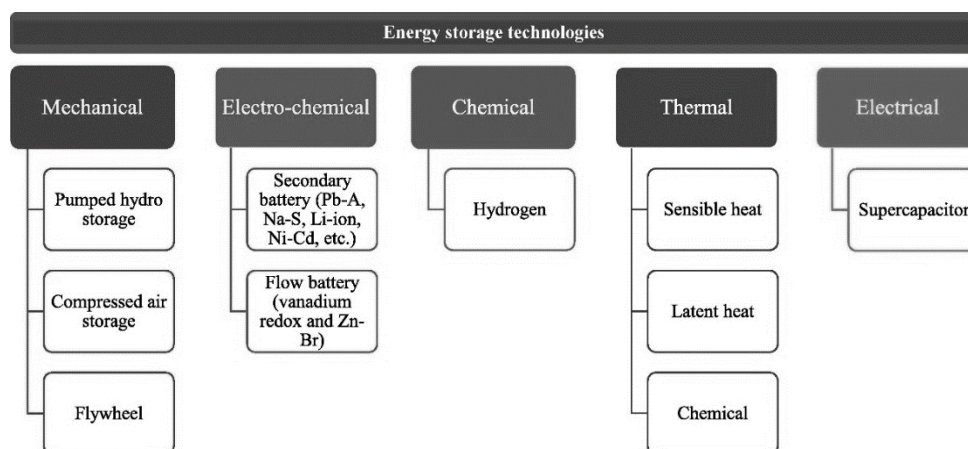 Energy storage technologies
Mechanical
Pumped hydro
storage
Compressed air
storage
Flywheel
Electro-chemical
Secondary
battery (Pb-A,
Na-S, Li-ion,
Ni-Cd, etc.)
Flow battery
(vanadium
redox and Zn-
Br)
Chemical
Hydrogen
Thermal
Sensible heat
Latent heat
Chemical
Electrical
Supercapacitor